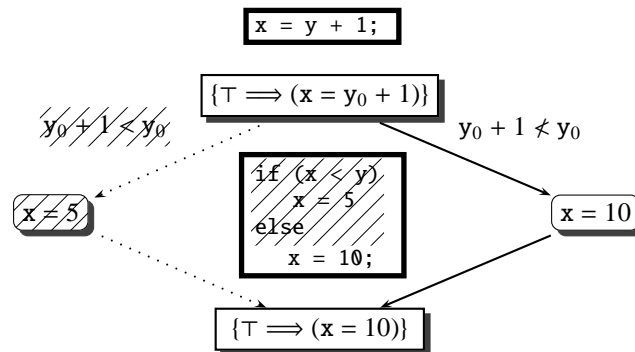 x = y + 1;
{⊤ ⟹ (x = y₀ + 1)}
y₀ + 1 < y₀
y₀ + 1 ≮ y₀
if (x < y)
x = 5
else
x = 10;
x = 5
x = 10
{⊤ ⟹ (x = 10)}